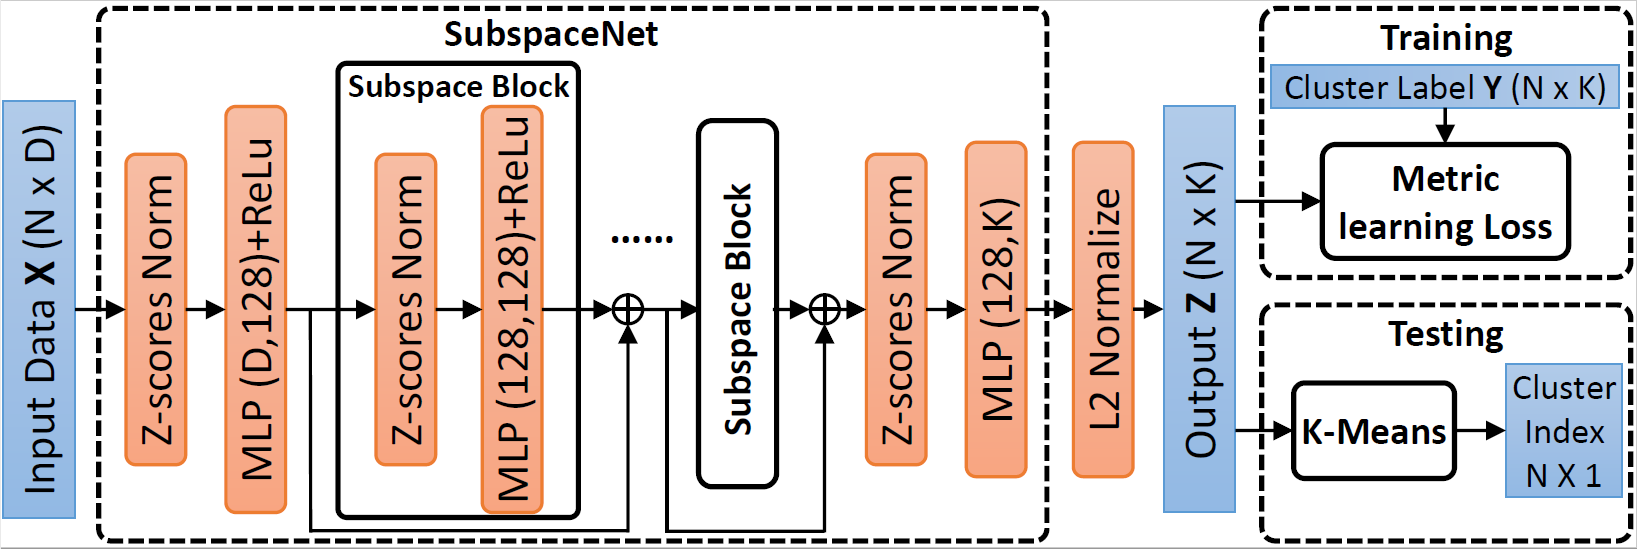 SubspaceNet
Input Data X (N x D)
Z-scores Norm
MLP (D,128)+ReLu
Subspace Block
Z-scores Norm
MLP (128,128)+ReLu
......
Subspace Block
Z-scores Norm
MLP (128,K)
L2 Normalize
Output Z (N x K)
Training
Cluster Label Y (N x K)
Metric
learning Loss
Testing
K-Means
Cluster
Index
N X 1